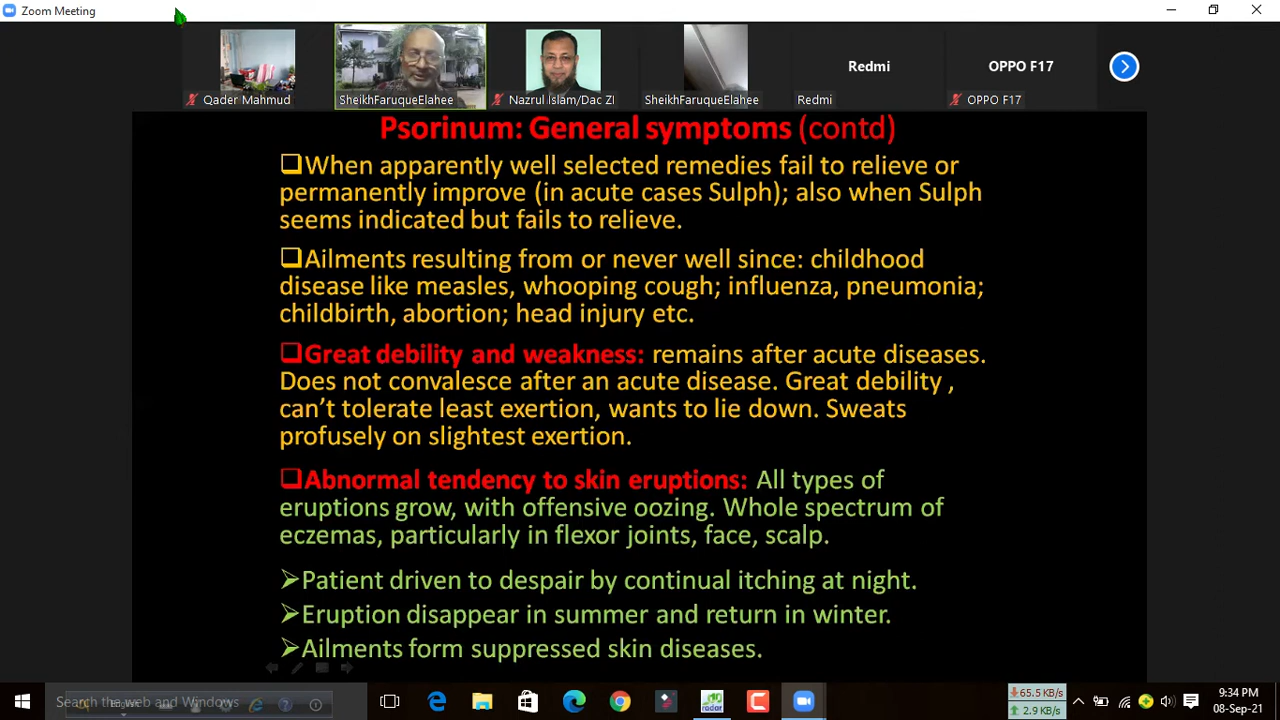 Zoom Meeting
Redmi
OPPO F17
Qader Mahmud
SheikhFaruqueElahee
Nazrul Islam/Dac ZI
SheikhFaruqueElahee
Redmi
OPPO F17
Psorinum: General symptoms (contd)
When apparently well selected remedies fail to relieve or
permanently improve (in acute cases Sulph); also when Sulph
seems indicated but fails to relieve.
Ailments resulting from or never well since: childhood
disease like measles, whooping cough; influenza, pneumonia;
childbirth, abortion; head injury etc.
Great debility and weakness: remains after acute diseases.
Does not convalesce after an acute disease. Great debility ,
can't tolerate least exertion, wants to lie down. Sweats
profusely on slightest exertion.
Abnormal tendency to skin eruptions: All types of
eruptions grow, with offensive oozing. Whole spectrum of
eczemas, particularly in flexor joints, face, scalp.
Patient driven to despair by continual itching at night.
Eruption disappear in summer and return in winter.
Ailments form suppressed skin diseases.
Search the web and Windows
English
radar
65.5 KB/s
2.9 KB/s
9:34 PM
08-Sep-21